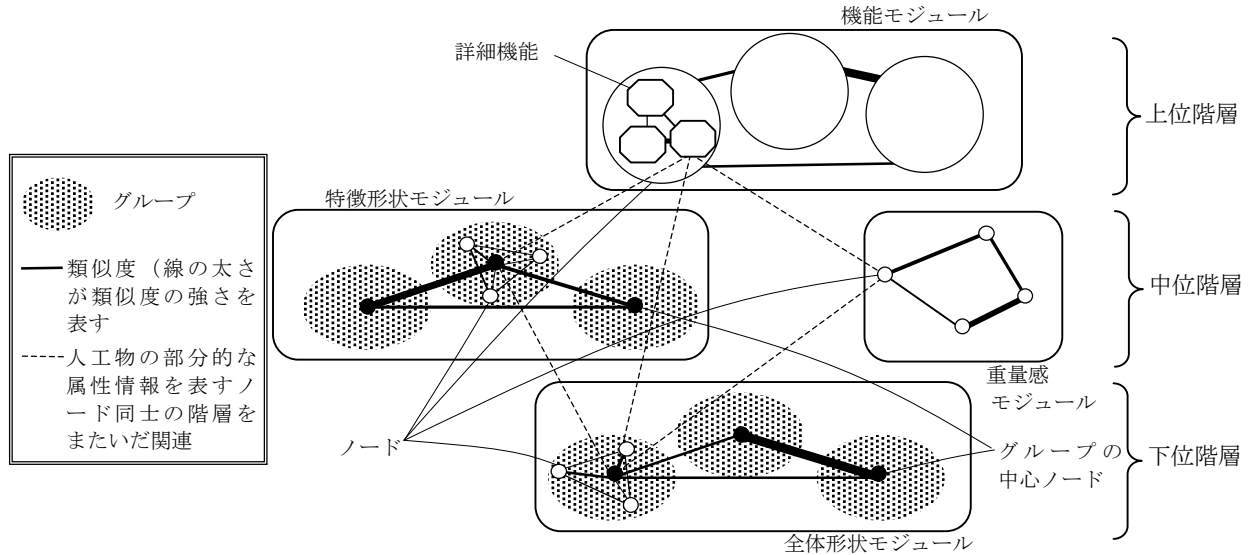 機能モジュール
詳細機能
上位階層
グループ
類似度（線の太さ
が類似度の強さを
表す
人工物の部分的な
属性情報を表すノ
ード同士の階層を
またいだ関連
特徴形状モジュール
中位階層
重量感
モジュール
ノード
グループの
中心ノード
下位階層
全体形状モジュール